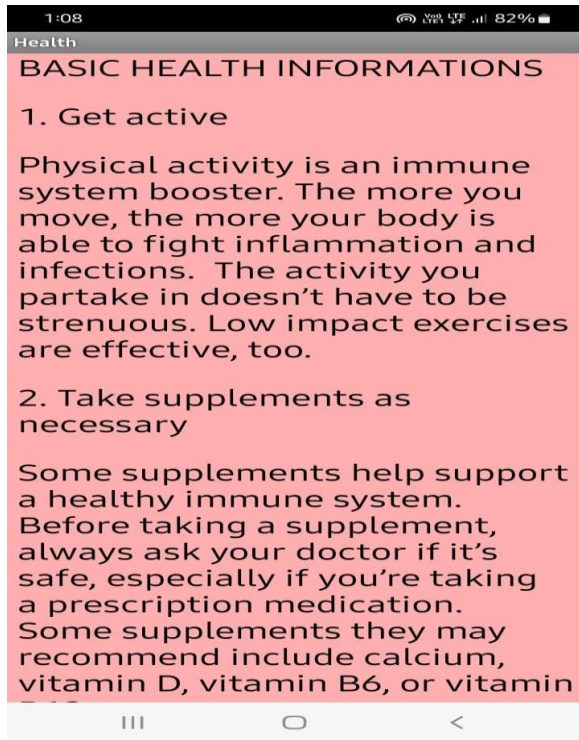 1:08 82%
Health
BASIC HEALTH INFORMATIONS
1. Get active
Physical activity is an immune
system booster. The more you
move, the more your body is
able to fight inflammation and
infections.  The activity you
partake in doesn’t have to be
strenuous. Low impact exercises
are effective, too.
2. Take supplements as
necessary
Some supplements help support
a healthy immune system.
Before taking a supplement,
always ask your doctor if it’s
safe, especially if you’re taking
a prescription medication.
Some supplements they may
recommend include calcium,
vitamin D, vitamin B6, or vitamin